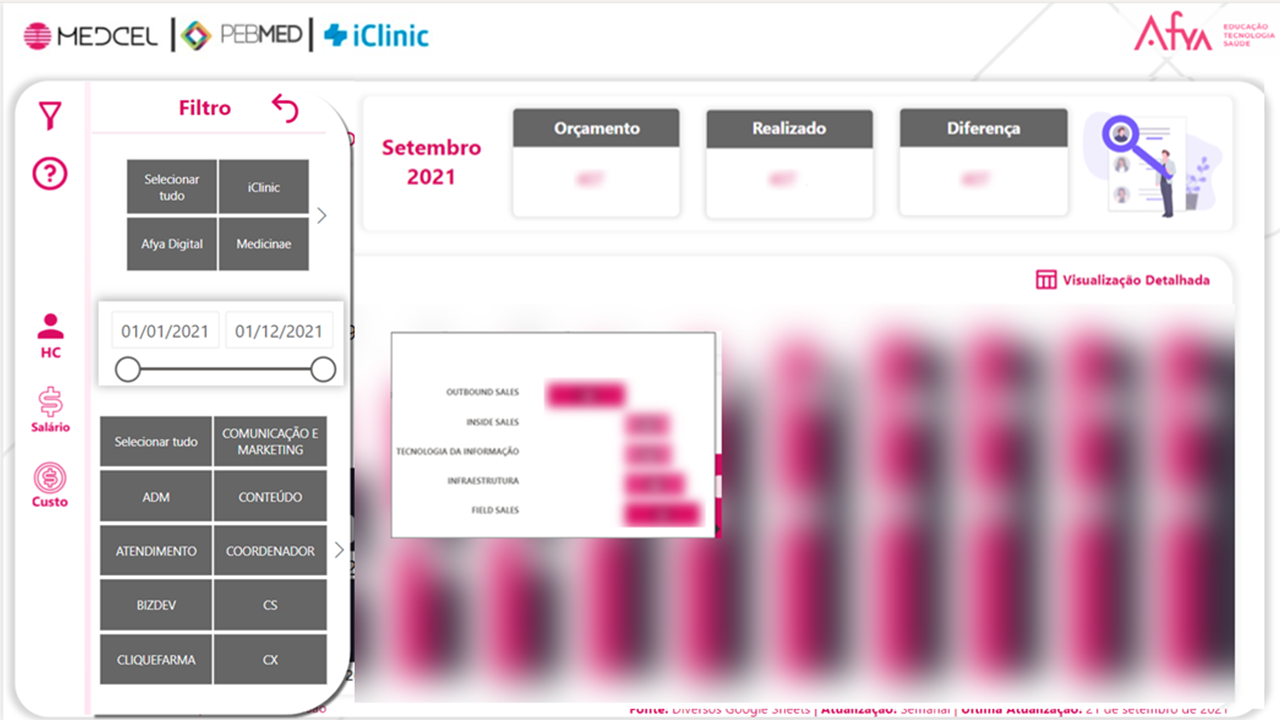 MEDCEL | PEBMED | iClinic
Afya EDUCAÇÃO
TECNOLOGIA
SAÚDE
Filtro
Selecionar tudo
iClinic
Afya Digital
Medicinae
01/01/2021
01/12/2021
HC
Salário
Custo
Selecionar tudo
COMUNICAÇÃO E
MARKETING
ADM
CONTEÚDO
ATENDIMENTO
COORDENADOR
BIZDEV
CS
CLIQUEFARMA
CX
Setembro
2021
Orçamento
Realizado
Diferença
Visualização Detalhada
OUTBOUND SALES
INSIDE SALES
TECNOLOGIA DA INFORMAÇÃO
INFRAESTRUTURA
FIELD SALES
Fonte: Diversos Google Sheets | Atualização: Semanal | Última Atualização: 21 de setembro de 2021